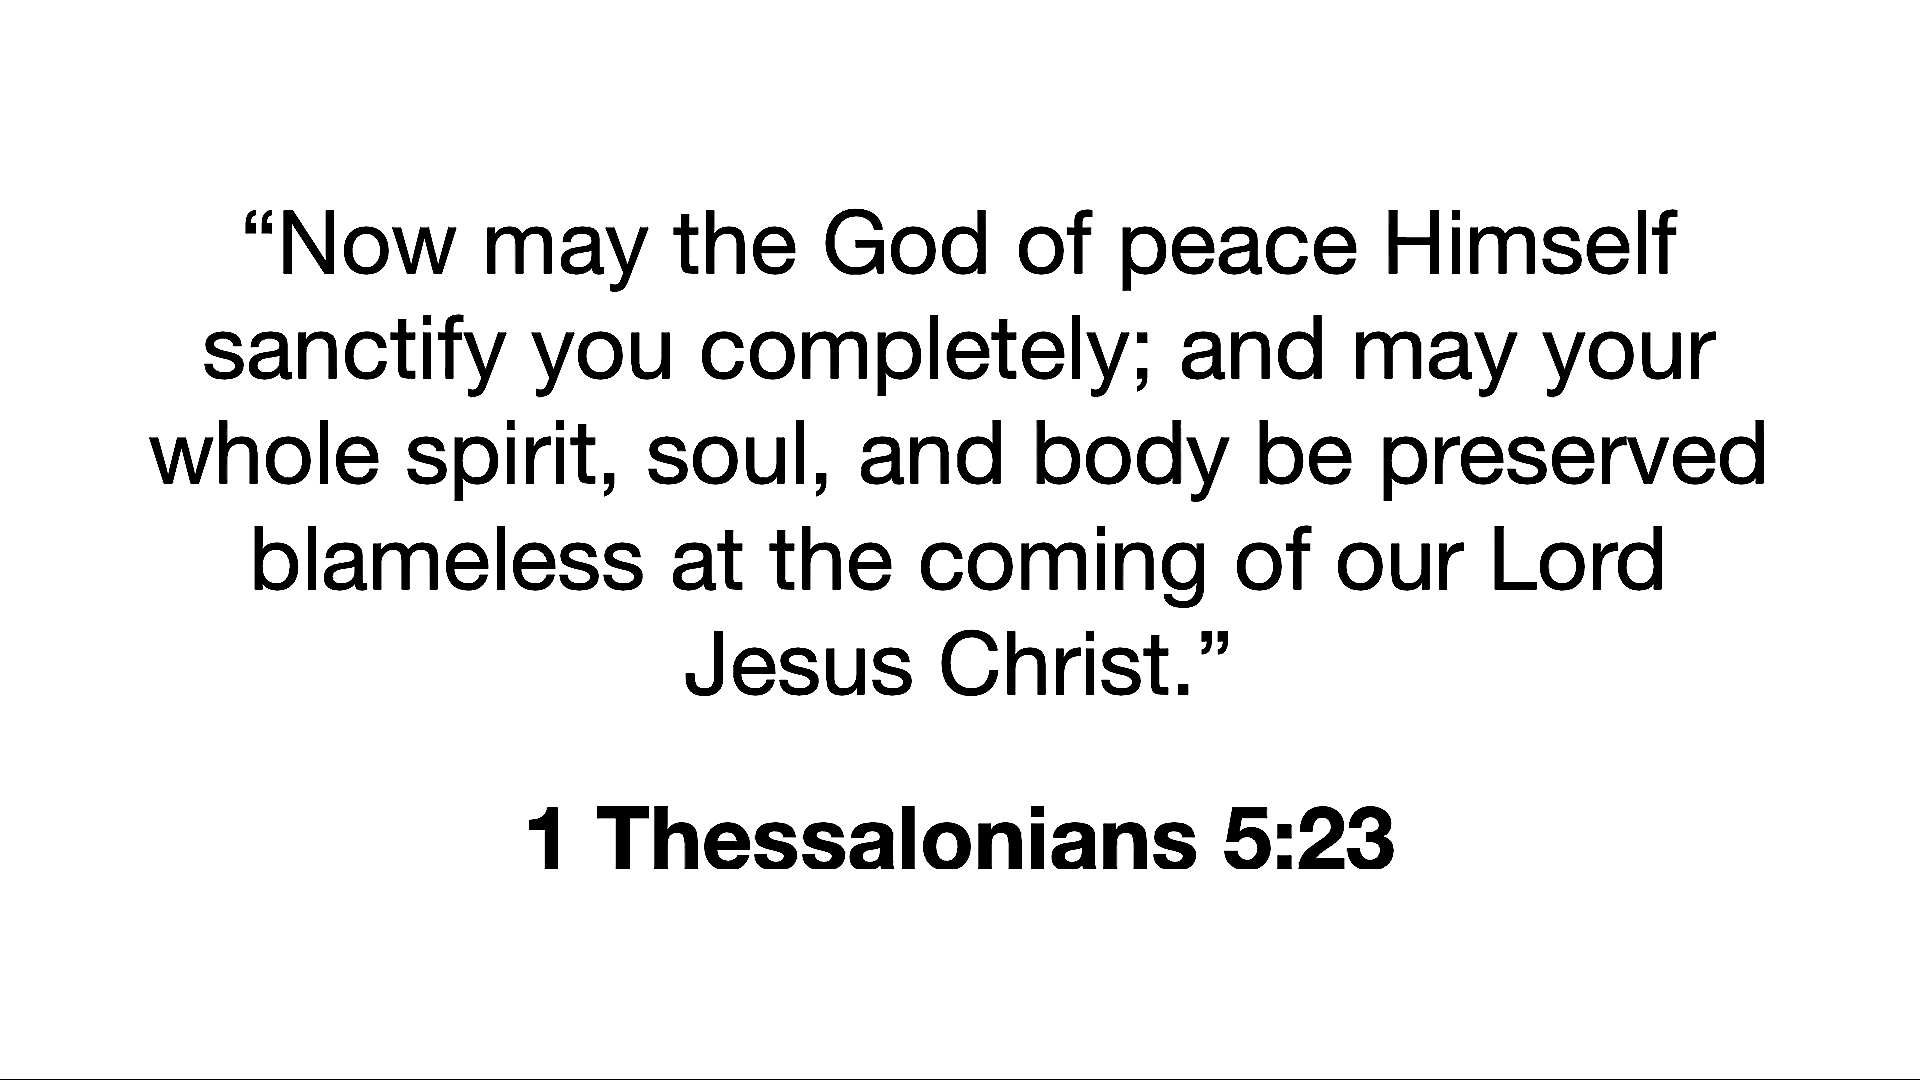 “Now may the God of peace Himself
sanctify you completely; and may your
whole spirit, soul, and body be preserved
blameless at the coming of our Lord
Jesus Christ.”
1 Thessalonians 5:23